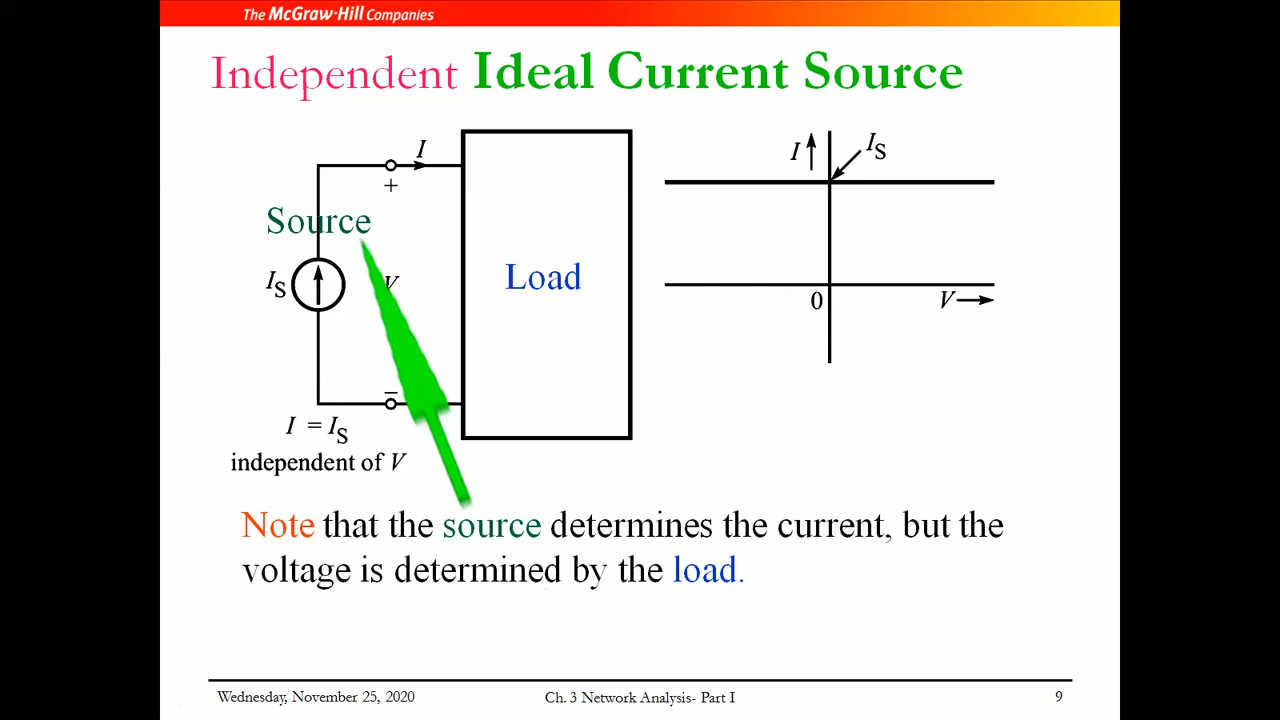 The McGraw-Hill Companies
Independent Ideal Current Source
I
+
Source
I_S
V
Load
–
I = I_S
independent of V
I
I_S
0
V
Note that the source determines the current, but the
voltage is determined by the load.
Wednesday, November 25, 2020
Ch. 3 Network Analysis- Part I
9